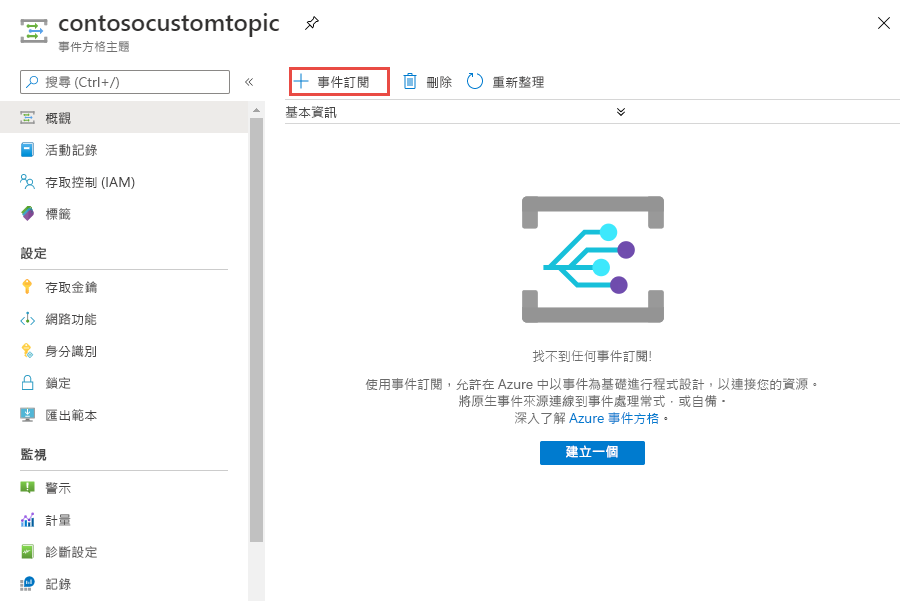 contosocustomtopic
事件方格主題
搜尋 (Ctrl+/)
概觀
活動記錄
存取控制 (IAM)
標籤
設定
存取金鑰
網路功能
身分識別
鎖定
匯出範本
監視
警示
計量
診斷設定
記錄
事件訂閱
刪除
重新整理
基本資訊
找不到任何事件訂閱!
使用事件訂閱，允許在 Azure 中以事件為基礎進行程式設計，以連接您的資源。
將原生事件來源連線到事件處理常式，或自備。
深入了解 Azure 事件方格。
建立一個